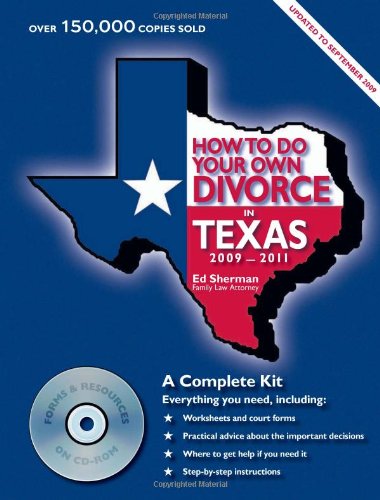 OVER 150,000 COPIES SOLD
UPDATED TO SEPTEMBER 2009
HOW TO DO
YOUR OWN
DIVORCE
IN
TEXAS
2009 — 2011
Ed Sherman
Family Law Attorney
FORMS & RESOURCES
ON CD-ROM
A Complete Kit
Everything you need, including:
★ Worksheets and court forms
★ Practical advice about the important decisions
★ Where to get help if you need it
★ Step-by-step instructions